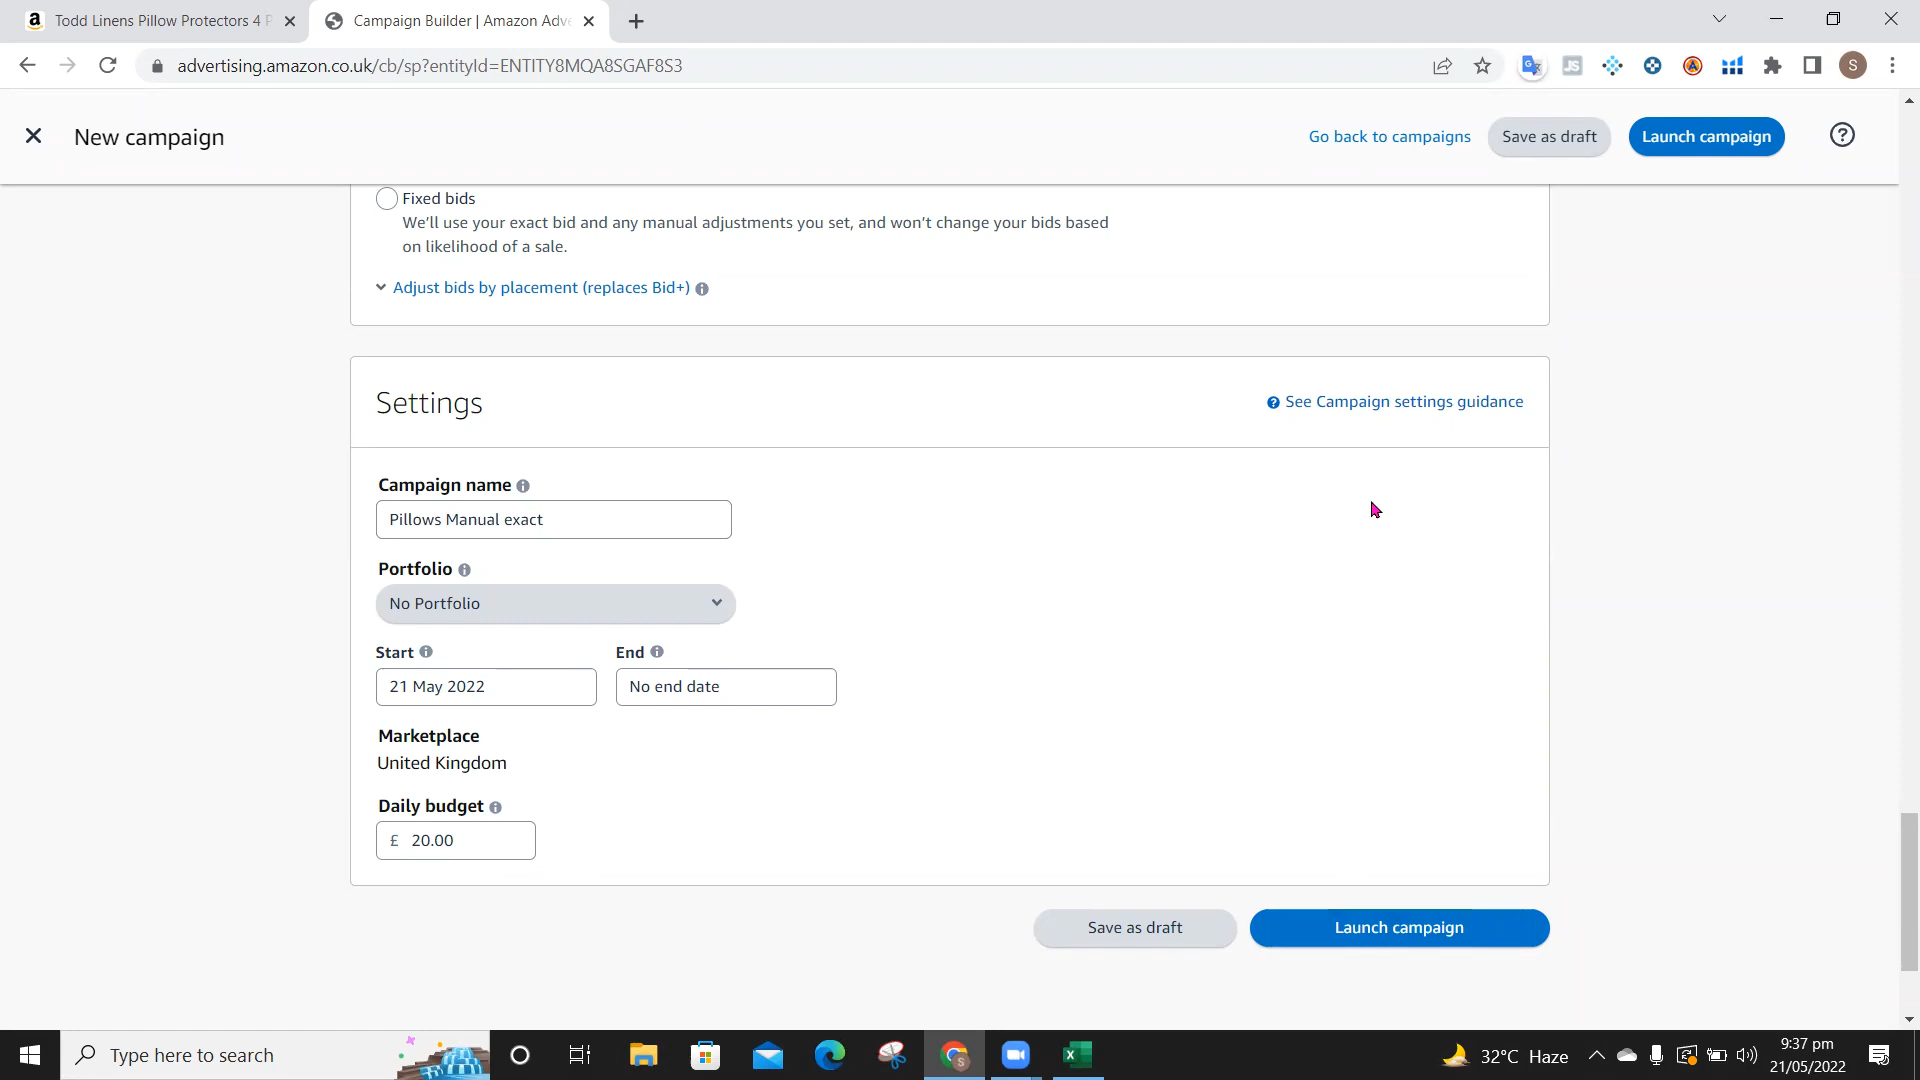 Todd Linens Pillow Protectors 4 P
Campaign Builder | Amazon Adve
advertising.amazon.co.uk/cb/sp?entityId=ENTITY8MQA8SGAF8S3
S
New campaign
Go back to campaigns
Save as draft
Launch campaign
Fixed bids
We'll use your exact bid and any manual adjustments you set, and won't change your bids based
on likelihood of a sale.
Adjust bids by placement (replaces Bid+)
Settings
See Campaign settings guidance
Campaign name
Pillows Manual exact
Portfolio
No Portfolio
Start
End
21 May 2022
No end date
Marketplace
United Kingdom
Daily budget
£ 20.00
Save as draft
Launch campaign
Type here to search
32°C Haze
9:37 pm
21/05/2022